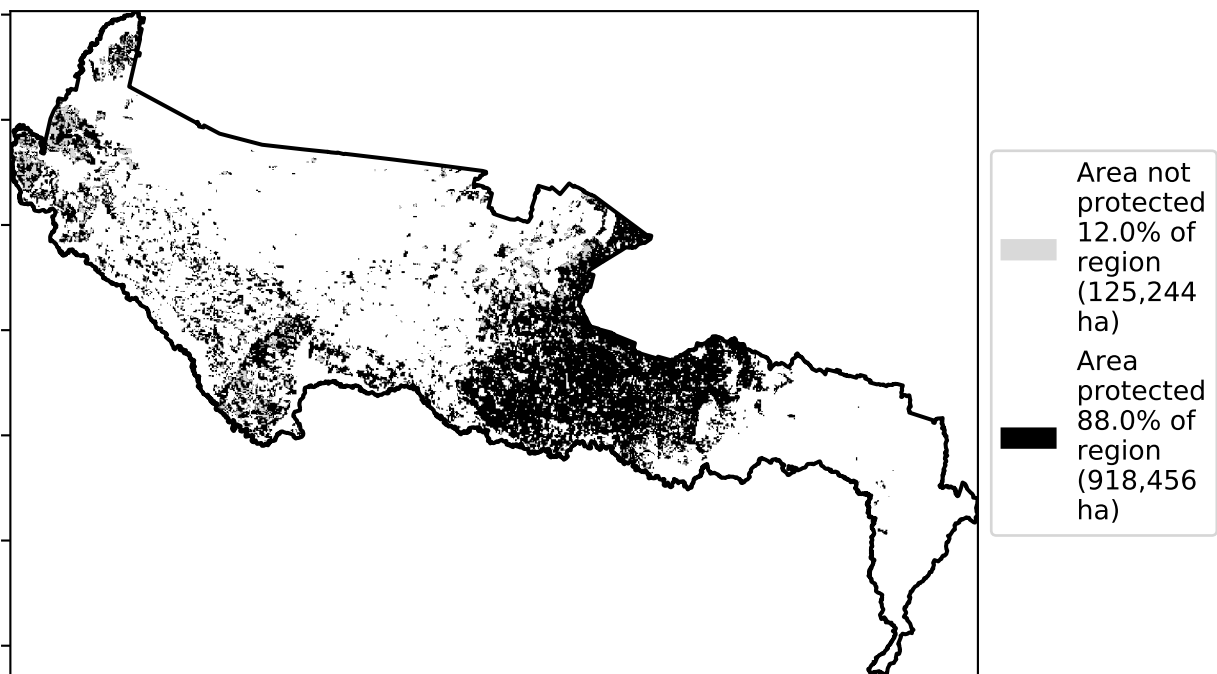 Area not
protected
12.0% of
region
(125,244
ha)
Area
protected
88.0% of
region
(918,456
ha)